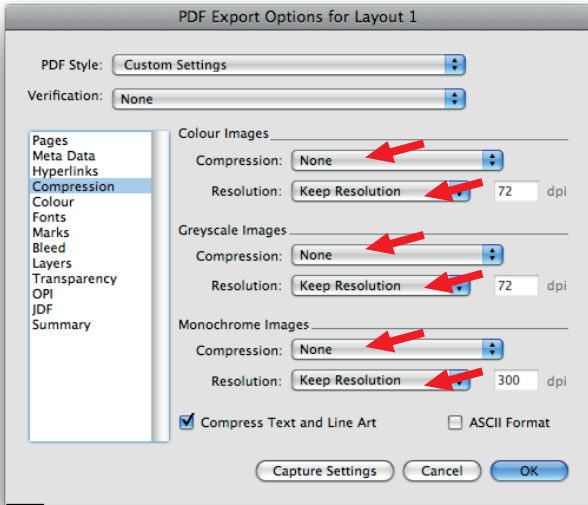 PDF Export Options for Layout 1
PDF Style: Custom Settings
Verification: None
Pages
Meta Data
Hyperlinks
Compression
Colour
Fonts
Marks
Bleed
Layers
Transparency
OPI
JDF
Summary
Colour Images
Compression: None
Resolution: Keep Resolution 72 dpi
Greyscale Images
Compression: None
Resolution: Keep Resolution 72 dpi
Monochrome Images
Compression: None
Resolution: Keep Resolution 300 dpi
Compress Text and Line Art ASCII Format
Capture Settings Cancel OK